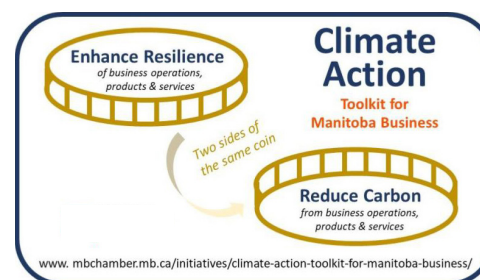 Enhance Resilience
of business operations,
products & services
Climate
Action
Toolkit for
Manitoba Business
Two sides of
the same coin
Reduce Carbon
from business operations,
products & services
www. mbchamber.mb.ca/initiatives/climate-action-toolkit-for-manitoba-business/